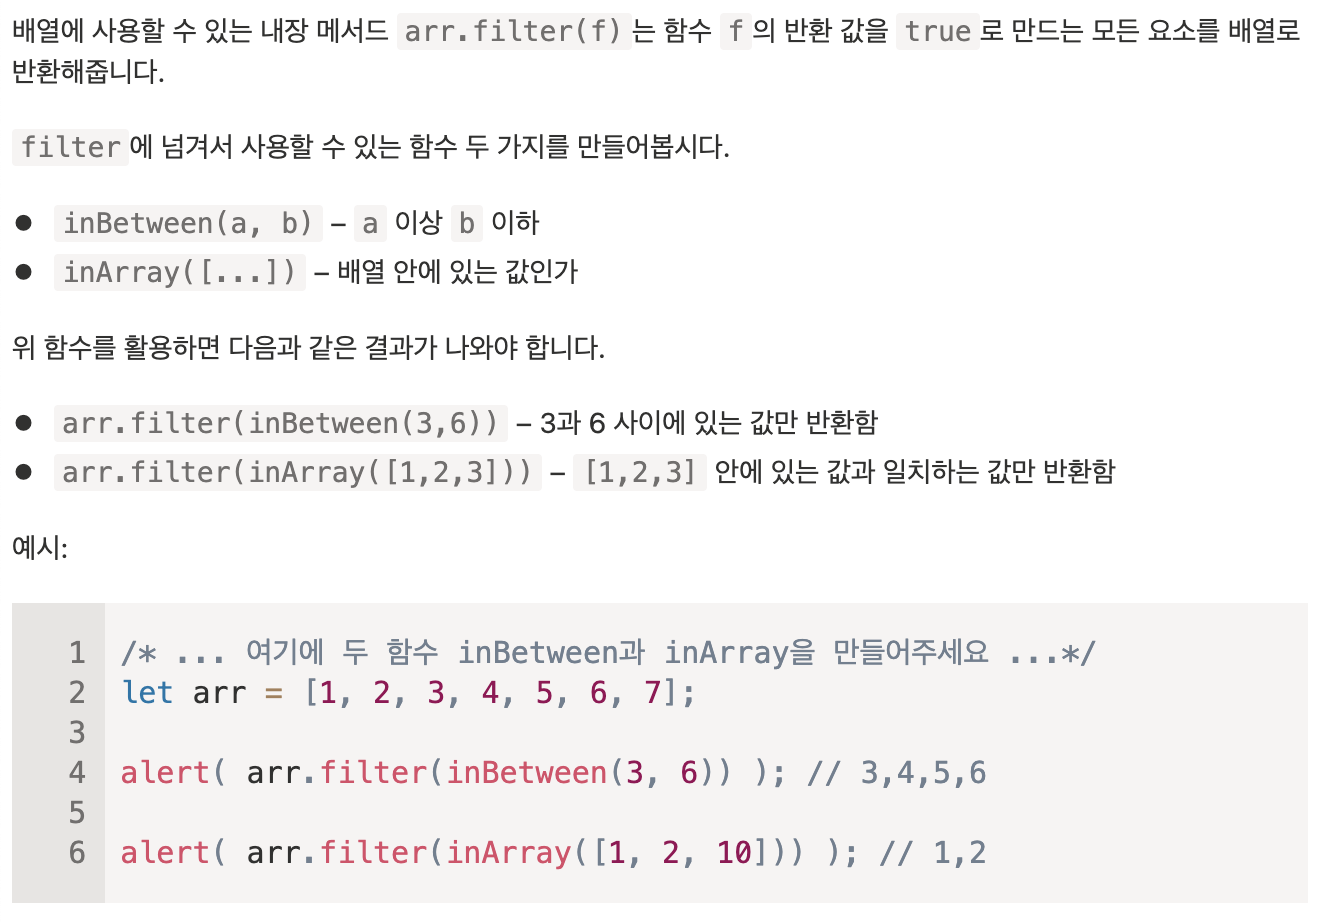 배열에 사용할 수 있는 내장 메서드 arr.filter(f)는 함수 f의 반환 값을 true로 만드는 모든 요소를 배열로
반환해줍니다.
filter에 넘겨서 사용할 수 있는 함수 두 가지를 만들어봅시다.
● inBetween(a, b) – a 이상 b 이하
● inArray([...]) – 배열 안에 있는 값인가
위 함수를 활용하면 다음과 같은 결과가 나와야 합니다.
● arr.filter(inBetween(3,6)) – 3과 6 사이에 있는 값만 반환함
● arr.filter(inArray([1,2,3])) – [1,2,3] 안에 있는 값과 일치하는 값만 반환함
예시:
1 /* ... 여기에 두 함수 inBetween과 inArray을 만들어주세요 ...*/
2 let arr = [1, 2, 3, 4, 5, 6, 7];
3
4 alert( arr.filter(inBetween(3, 6)) ); // 3,4,5,6
5
6 alert( arr.filter(inArray([1, 2, 10])) ); // 1,2